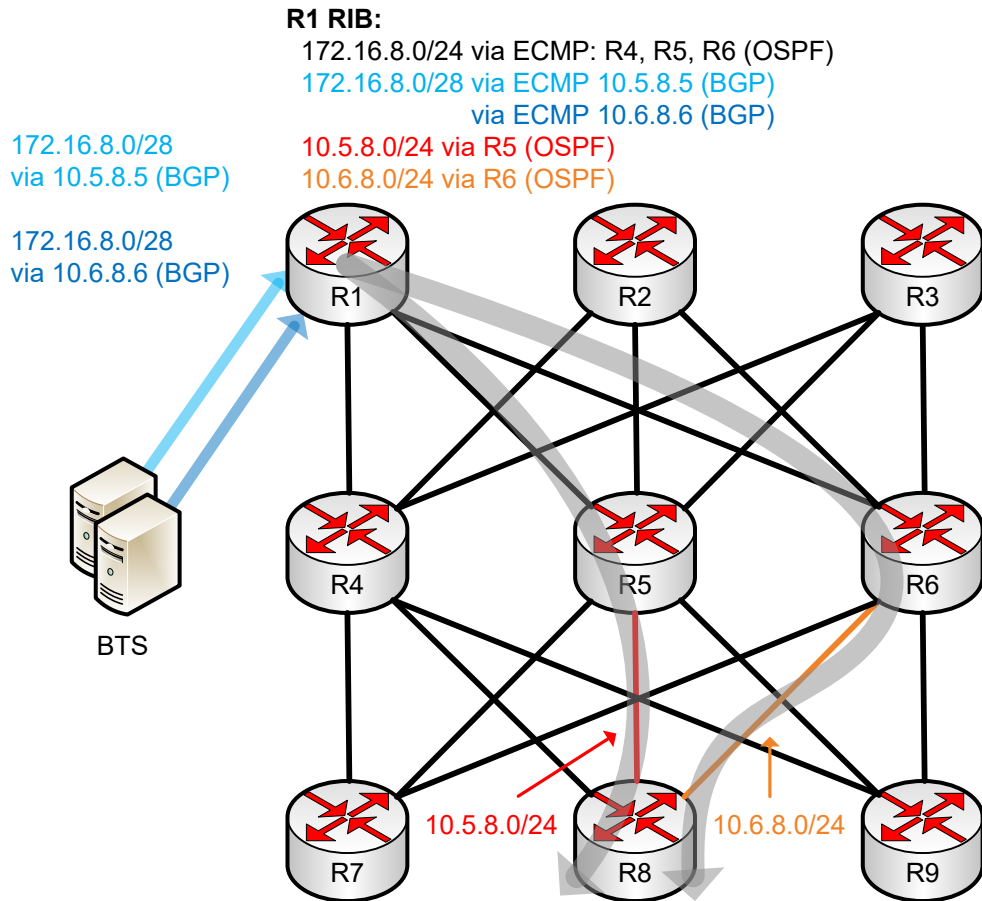 R1 RIB:
172.16.8.0/24 via ECMP: R4, R5, R6 (OSPF)
172.16.8.0/28 via ECMP 10.5.8.5 (BGP)
via ECMP 10.6.8.6 (BGP)
10.5.8.0/24 via R5 (OSPF)
10.6.8.0/24 via R6 (OSPF)
172.16.8.0/28
via 10.5.8.5 (BGP)
172.16.8.0/28
via 10.6.8.6 (BGP)
R1
R2
R3
R4
R5
R6
BTS
10.5.8.0/24
10.6.8.0/24
R7
R8
R9